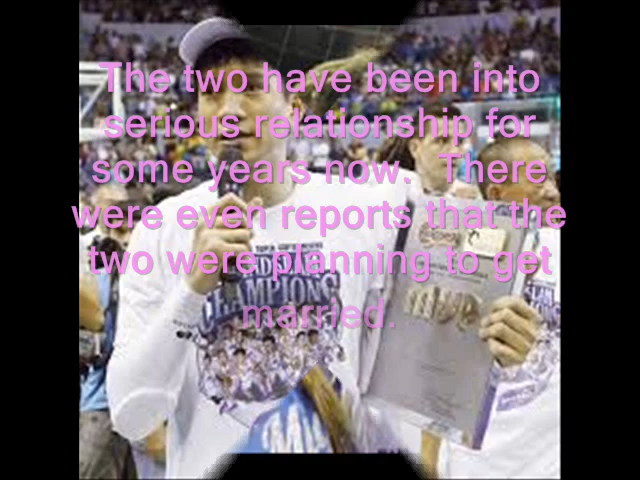 The two have been into
serious relationship for
some years now. There
were even reports that the
two were planning to get
married.
CHAMPIONS